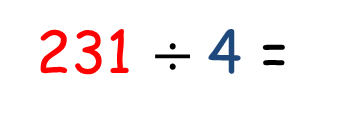 231 ÷ 4 =